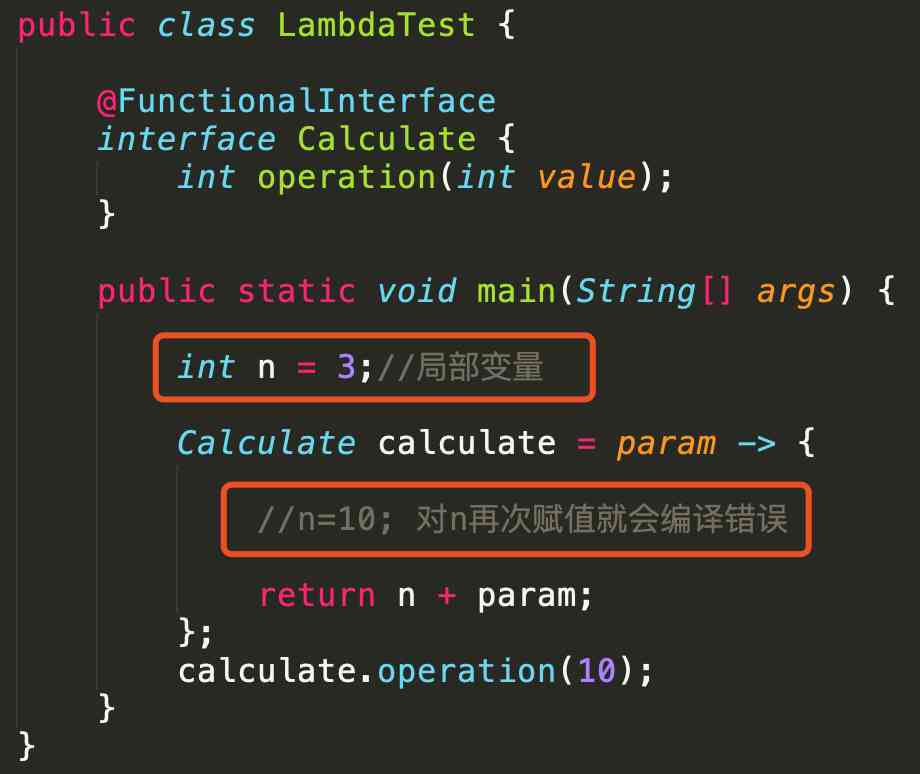 public class LambdaTest {
@FunctionalInterface
interface Calculate {
int operation(int value);
}
public static void main(String[] args) {
int n = 3;//局部变量
Calculate calculate = param -> {
//n=10; 对n再次赋值就会编译错误
return n + param;
};
calculate.operation(10);
}
}